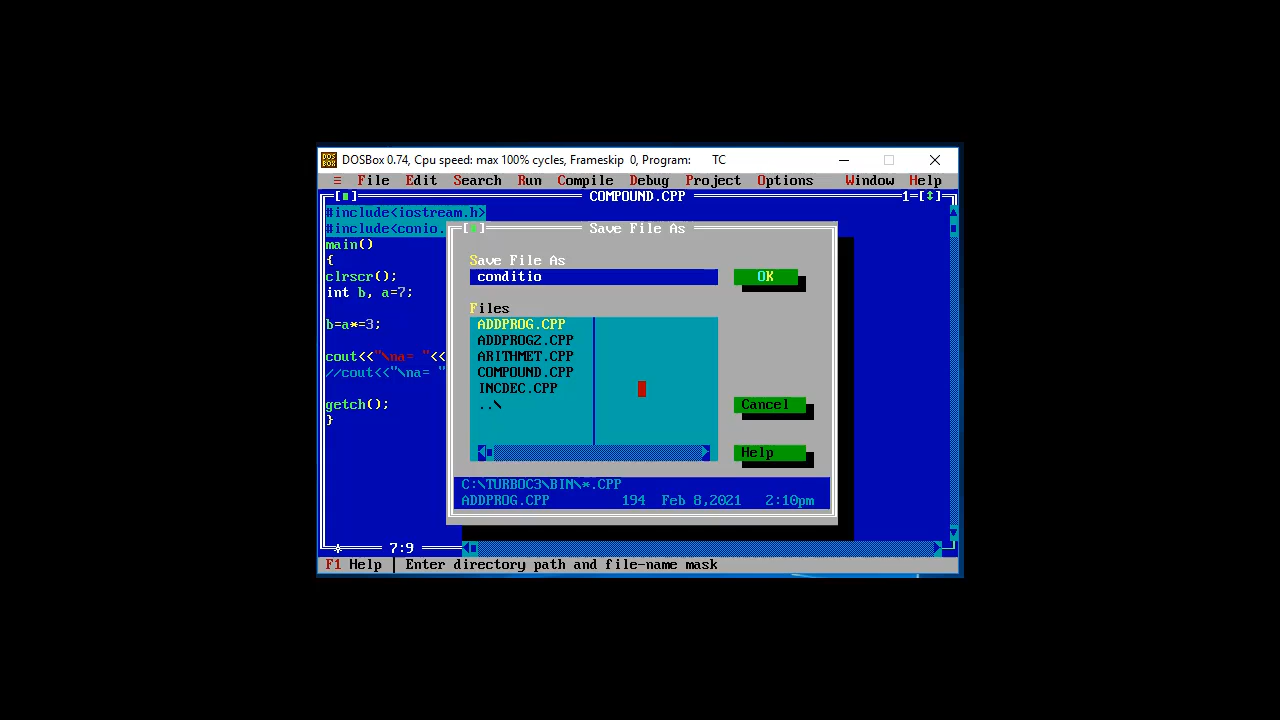 DOS BOX DOSBox 0.74, Cpu speed: max 100% cycles, Frameskip 0, Program: TC
≡ File Edit Search Run Compile Debug Project Options Window Help
COMPOUND.CPP 1=[↕]
#include<iostream.h>
#include<conio.
main()
{
clrscr();
int b, a=7;
b=a*=3;
cout<<"\na= "<<
//cout<<"\na= "
getch();
}
7:9
Save File As
Save File As
conditio
OK
Files
ADDPROG.CPP
ADDPROG2.CPP
ARITHMET.CPP
COMPOUND.CPP
INCDEC.CPP
..\
Cancel
Help
C:\TURBOC3\BIN\*.CPP
ADDPROG.CPP 194 Feb 8,2021 2:10pm
F1 Help │ Enter directory path and file-name mask